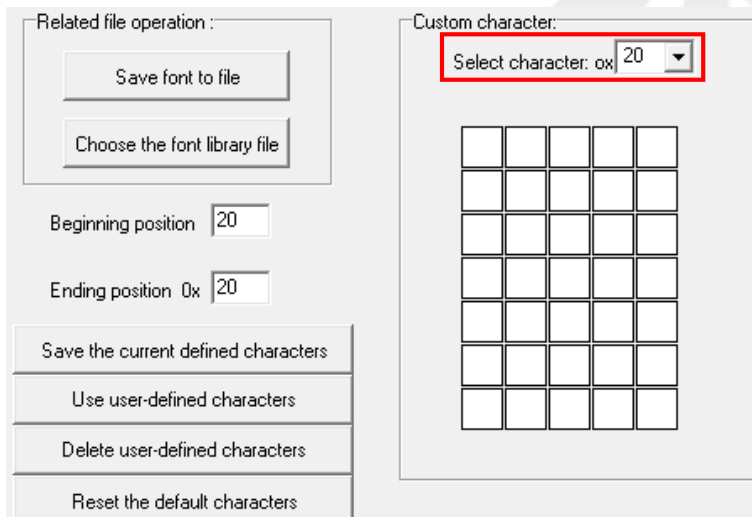 Related file operation :
Save font to file
Choose the font library file
Beginning position 20
Ending position 0x 20
Save the current defined characters
Use user-defined characters
Delete user-defined characters
Reset the default characters
Custom character:
Select character: ox 20